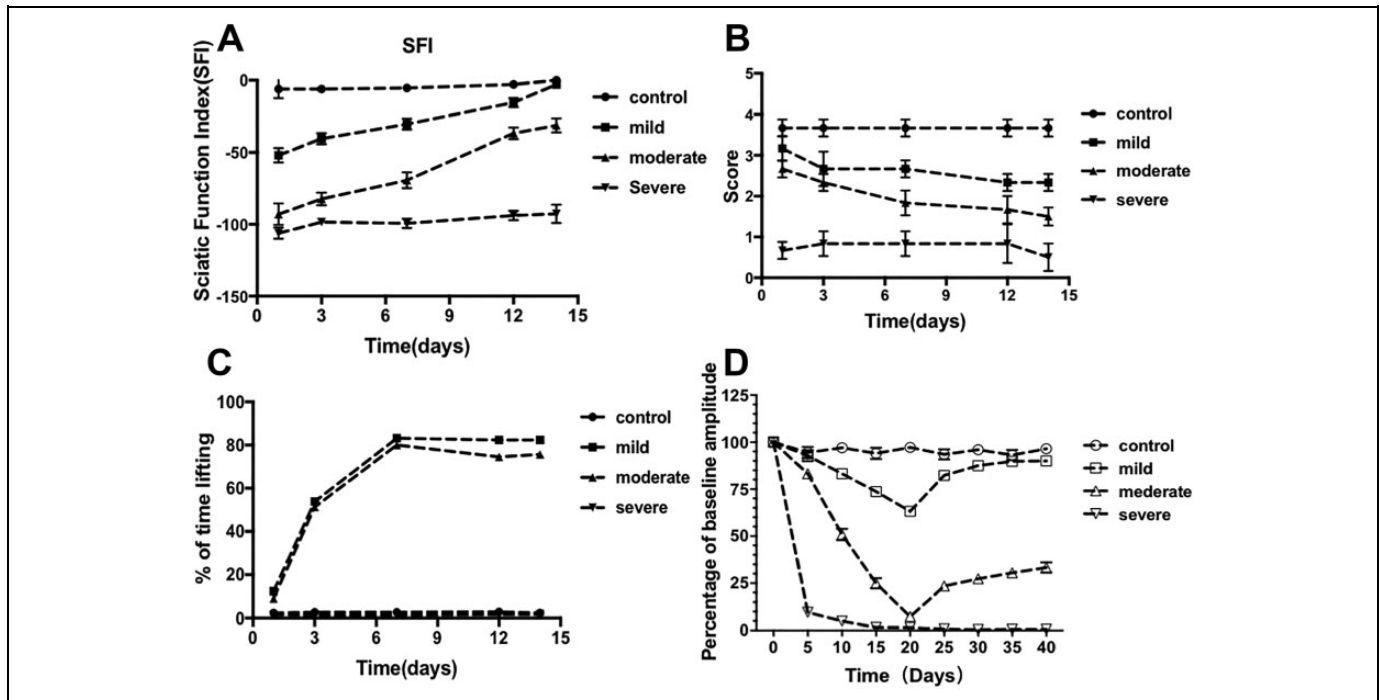 A
SFI
Sciatic Function Index(SFI)
0
-50
-100
-150
0 3 6 9 12 15
Time(days)
control
mild
moderate
Severe
B
Score
5
4
3
2
1
0
0 3 6 9 12 15
Time(days)
control
mild
moderate
severe
C
% of time lifting
100
80
60
40
20
0
0 3 6 9 12 15
Time(days)
control
mild
moderate
severe
D
Percentage of baseline amplitude
125
100
75
50
25
0
0 5 10 15 20 25 30 35 40
Time（Days）
control
mild
mederate
severe